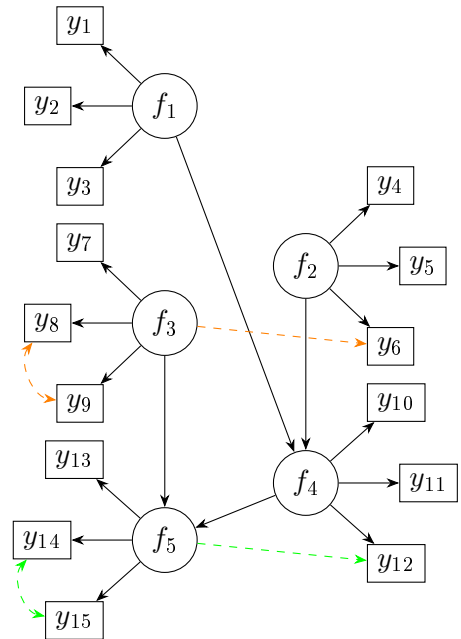 y₁
y₂
f₁
y₃
y₄
y₇
f₂
y₅
y₈
f₃
y₆
y₉
y₁₀
y₁₃
f₄
y₁₁
y₁₄
f₅
y₁₂
y₁₅